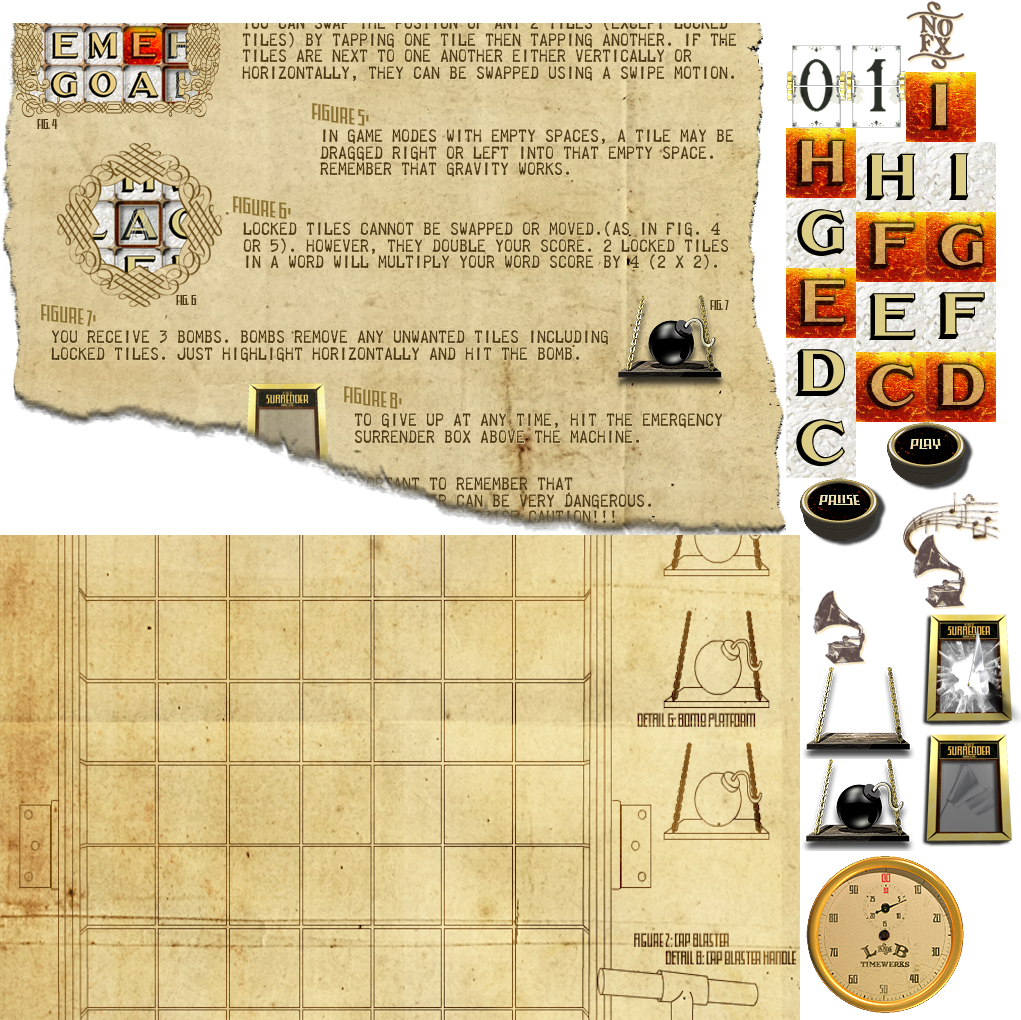 YOU CAN SWAP THE POSITION OF ANY 2 TILES (EXCEPT LOCKED
TILES) BY TAPPING ONE TILE THEN TAPPING ANOTHER. IF THE
TILES ARE NEXT TO ONE ANOTHER EITHER VERTICALLY OR
HORIZONTALLY, THEY CAN BE SWAPPED USING A SWIPE MOTION.
EMER
GOAL
FIG. 4
FIGURE 5:
IN GAME MODES WITH EMPTY SPACES, A TILE MAY BE
DRAGGED RIGHT OR LEFT INTO THAT EMPTY SPACE.
REMEMBER THAT GRAVITY WORKS.
A
FIG. 6
FIGURE 6:
LOCKED TILES CANNOT BE SWAPPED OR MOVED.(AS IN FIG. 4
OR 5). HOWEVER, THEY DOUBLE YOUR SCORE. 2 LOCKED TILES
IN A WORD WILL MULTIPLY YOUR WORD SCORE BY 4 (2 X 2).
FIGURE 7:
YOU RECEIVE 3 BOMBS. BOMBS REMOVE ANY UNWANTED TILES INCLUDING
LOCKED TILES. JUST HIGHLIGHT HORIZONTALLY AND HIT THE BOMB.
FIG. 7
SURRENDER
FIGURE 8:
TO GIVE UP AT ANY TIME, HIT THE EMERGENCY
SURRENDER BOX ABOVE THE MACHINE.
TO REMEMBER THAT
CAN BE VERY DANGEROUS.
CAUTION!!!
DETAIL G: BOMB PLATFORM
FIGURE 2: CAP BLASTER
DETAIL B: CAP BLASTER HANDLE
NO
FX
0 1
I
H
H I
G
F G
E
E F
D
C D
C
PLAY
PAUSE
SURRENDER
SURRENDER
60
90 10
80 20
70 30
60 40
50
30
25 5
20 10
15
L AND B
TIMEWERKS